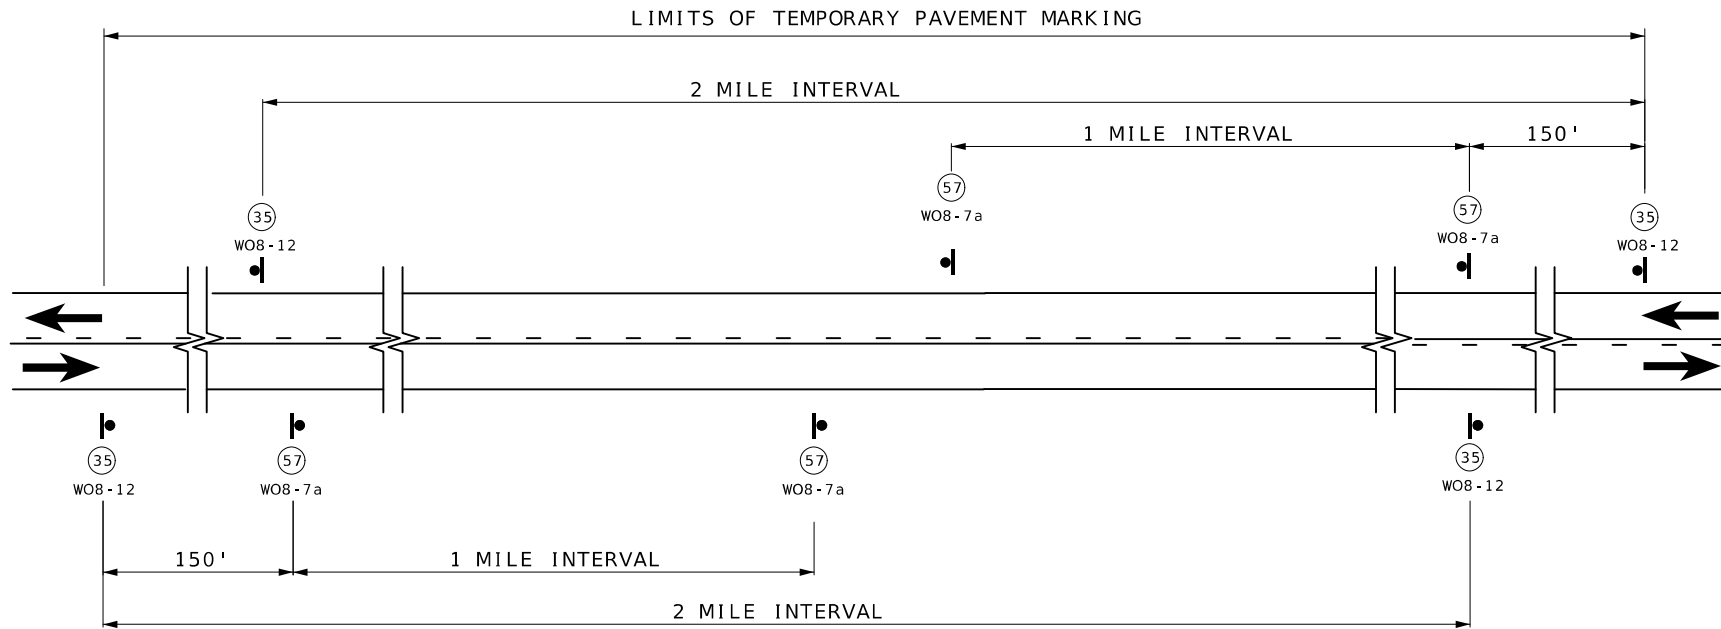 LIMITS OF TEMPORARY PAVEMENT MARKING
2 MILE INTERVAL
1 MILE INTERVAL
150'
57
WO8-7a
57
WO8-7a
35
WO8-12
35
WO8-12
35
WO8-12
57
WO8-7a
57
WO8-7a
35
WO8-12
150'
1 MILE INTERVAL
2 MILE INTERVAL